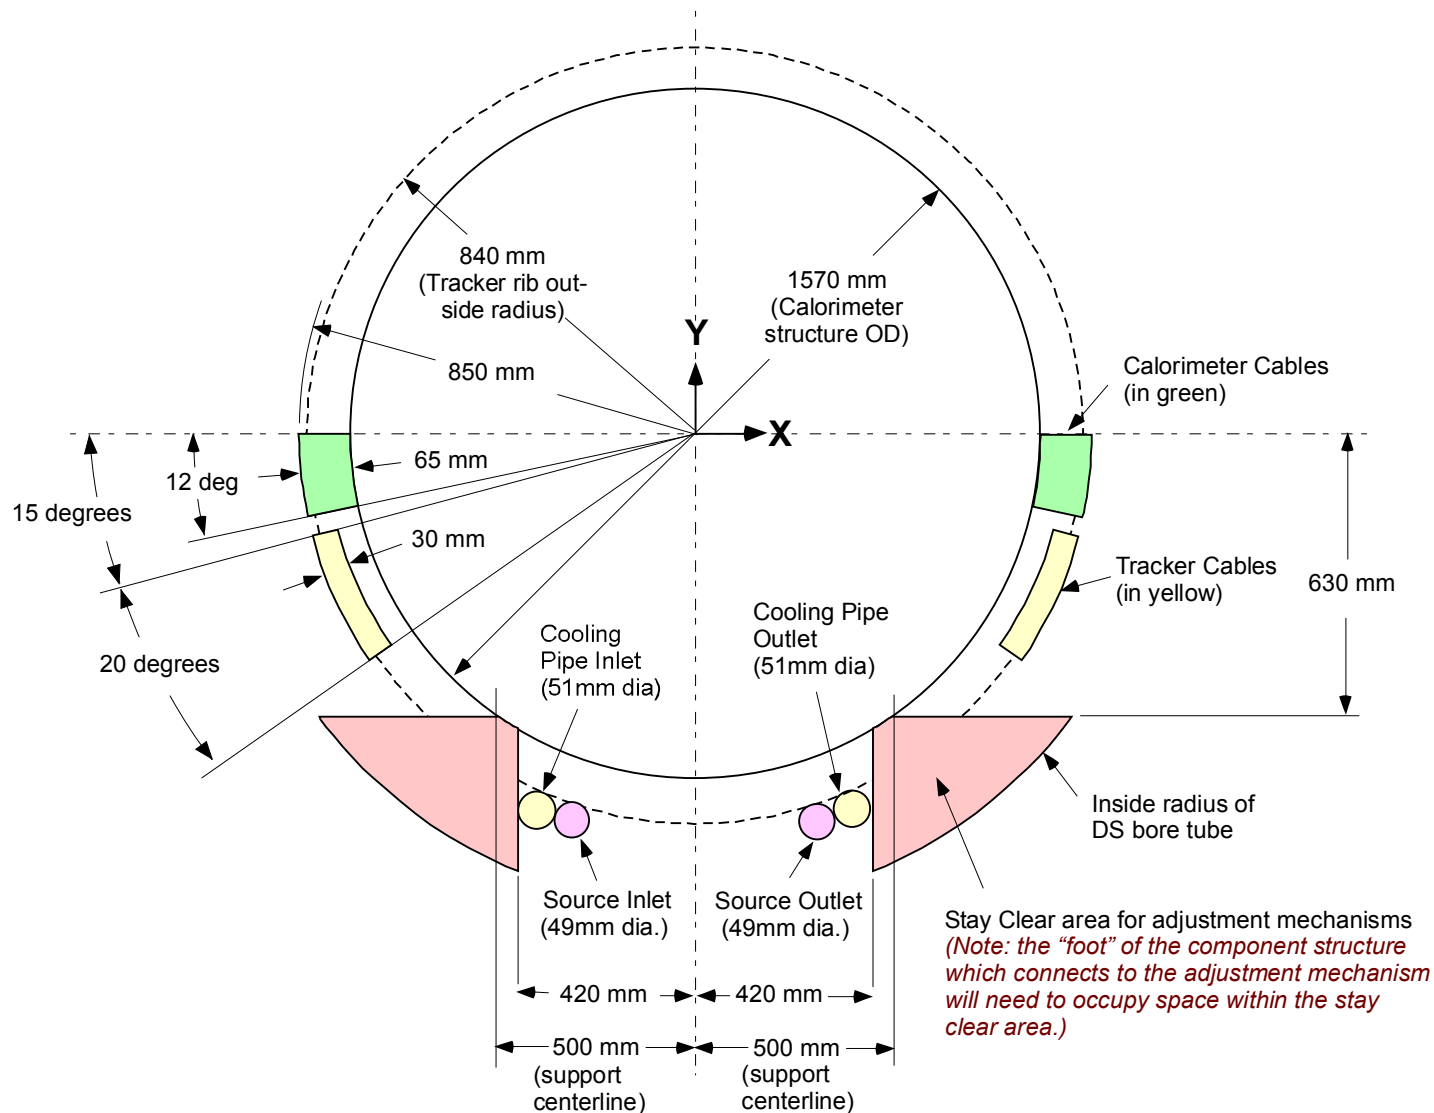 840 mm
(Tracker rib out-
side radius)
1570 mm
(Calorimeter
structure OD)
Y
X
850 mm
Calorimeter Cables
(in green)
65 mm
12 deg
15 degrees
30 mm
Tracker Cables
(in yellow)
630 mm
20 degrees
Cooling
Pipe Inlet
(51mm dia)
Cooling Pipe
Outlet
(51mm dia)
Inside radius of
DS bore tube
Source Inlet
(49mm dia.)
Source Outlet
(49mm dia.)
Stay Clear area for adjustment mechanisms
(Note: the “foot” of the component structure
which connects to the adjustment mechanism
will need to occupy space within the stay
clear area.)
420 mm
420 mm
500 mm
(support
centerline)
500 mm
(support
centerline)